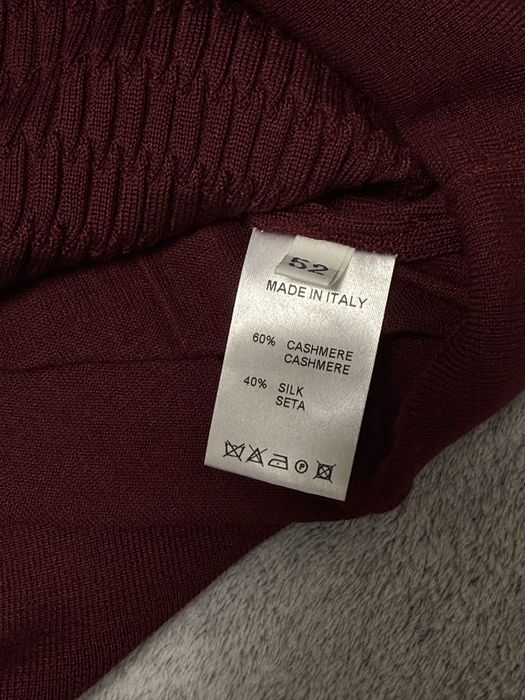 52
MADE IN ITALY
60% CASHMERE
CASHMERE
40% SILK
SETA
P